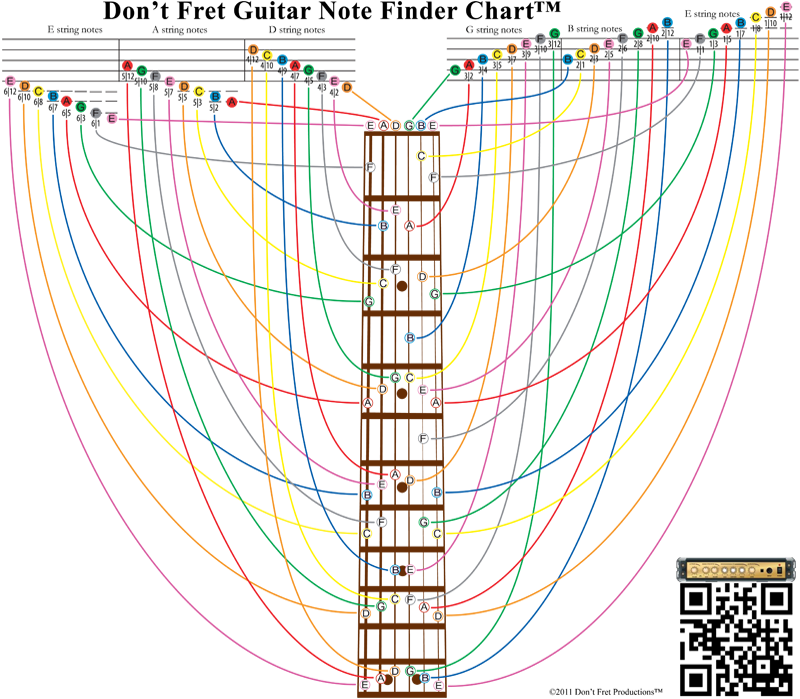 Don't Fret Guitar Note Finder Chart™
E string notes A string notes D string notes G string notes B string notes E string notes
E D C B A G F E
6|12 6|10 6|8 6|7 6|5 6|3 6|1
A G F E D C B A
5|12 5|10 5|8 5|7 5|5 5|3 5|2
D C B A G F E D
4|12 4|10 4|9 4|7 4|5 4|3 4|2
G A B C D E F G
3|2 3|4 3|5 3|7 3|9 3|10 3|12
B C D E F G A B
2|1 2|3 2|5 2|6 2|8 2|10 2|12
E F G A B C D E
1|1 1|3 1|5 1|7 1|8 1|10 1|12
E A D G B E
C
F F
E
B A
F D
C
G G
B
G C
D E
A A
F
A D
E
B B
F G
C C
B E
C F
G A
D D
D G
A B
E E
©2011 Don't Fret Productions™